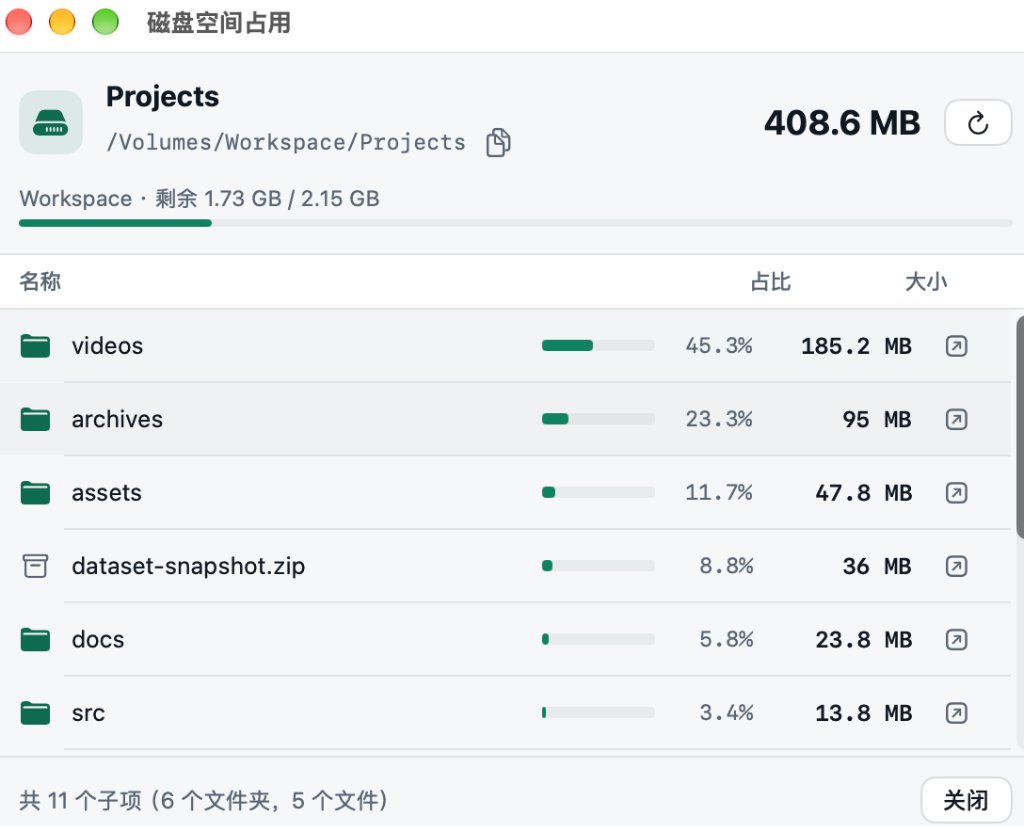 磁盘空间占用
Projects
/Volumes/Workspace/Projects
408.6 MB
Workspace · 剩余 1.73 GB / 2.15 GB
名称 占比 大小
videos 45.3% 185.2 MB
archives 23.3% 95 MB
assets 11.7% 47.8 MB
dataset-snapshot.zip 8.8% 36 MB
docs 5.8% 23.8 MB
src 3.4% 13.8 MB
共 11 个子项 (6 个文件夹，5 个文件) 关闭